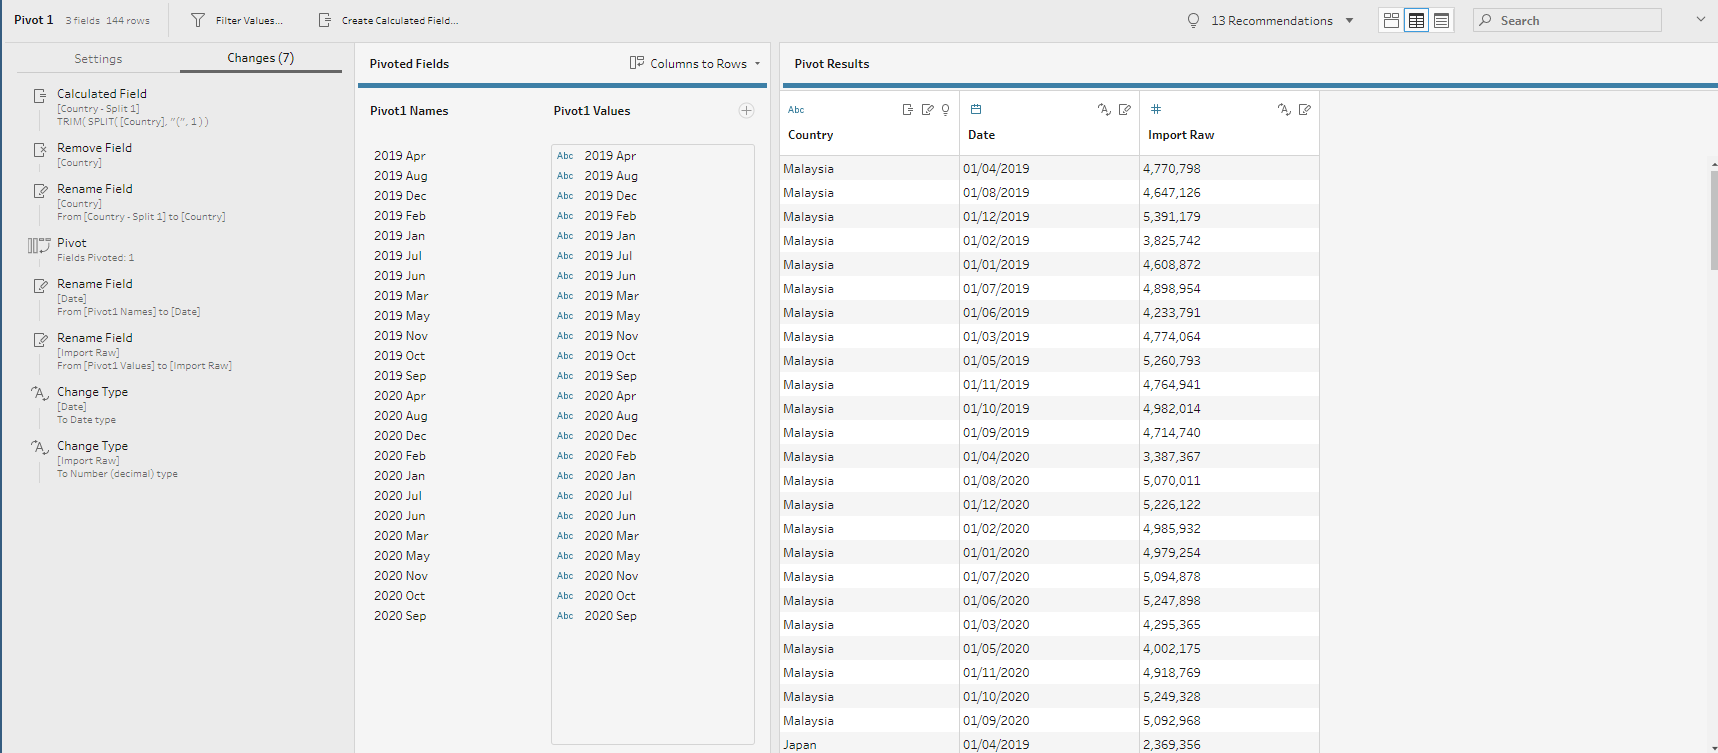 Pivot 1 3 fields 144 rows Filter Values... Create Calculated Field... 13 Recommendations Search
Settings Changes (7)
Calculated Field
[Country - Split 1]
TRIM( SPLIT( [Country], "(", 1 ) )
Remove Field
[Country]
Rename Field
[Country]
From [Country - Split 1] to [Country]
Pivot
Fields Pivoted: 1
Rename Field
[Date]
From [Pivot1 Names] to [Date]
Rename Field
[Import Raw]
From [Pivot1 Values] to [Import Raw]
Change Type
[Date]
To Date type
Change Type
[Import Raw]
To Number (decimal) type
Pivoted Fields Columns to Rows
Pivot1 Names Pivot1 Values
2019 Apr Abc 2019 Apr
2019 Aug Abc 2019 Aug
2019 Dec Abc 2019 Dec
2019 Feb Abc 2019 Feb
2019 Jan Abc 2019 Jan
2019 Jul Abc 2019 Jul
2019 Jun Abc 2019 Jun
2019 Mar Abc 2019 Mar
2019 May Abc 2019 May
2019 Nov Abc 2019 Nov
2019 Oct Abc 2019 Oct
2019 Sep Abc 2019 Sep
2020 Apr Abc 2020 Apr
2020 Aug Abc 2020 Aug
2020 Dec Abc 2020 Dec
2020 Feb Abc 2020 Feb
2020 Jan Abc 2020 Jan
2020 Jul Abc 2020 Jul
2020 Jun Abc 2020 Jun
2020 Mar Abc 2020 Mar
2020 May Abc 2020 May
2020 Nov Abc 2020 Nov
2020 Oct Abc 2020 Oct
2020 Sep Abc 2020 Sep
Pivot Results
Abc #
Country Date Import Raw
Malaysia 01/04/2019 4,770,798
Malaysia 01/08/2019 4,647,126
Malaysia 01/12/2019 5,391,179
Malaysia 01/02/2019 3,825,742
Malaysia 01/01/2019 4,608,872
Malaysia 01/07/2019 4,898,954
Malaysia 01/06/2019 4,233,791
Malaysia 01/03/2019 4,774,064
Malaysia 01/05/2019 5,260,793
Malaysia 01/11/2019 4,764,941
Malaysia 01/10/2019 4,982,014
Malaysia 01/09/2019 4,714,740
Malaysia 01/04/2020 3,387,367
Malaysia 01/08/2020 5,070,011
Malaysia 01/12/2020 5,226,122
Malaysia 01/02/2020 4,985,932
Malaysia 01/01/2020 4,979,254
Malaysia 01/07/2020 5,094,878
Malaysia 01/06/2020 5,247,898
Malaysia 01/03/2020 4,295,365
Malaysia 01/05/2020 4,002,175
Malaysia 01/11/2020 4,918,769
Malaysia 01/10/2020 5,249,328
Malaysia 01/09/2020 5,092,968
Japan 01/04/2019 2,369,356